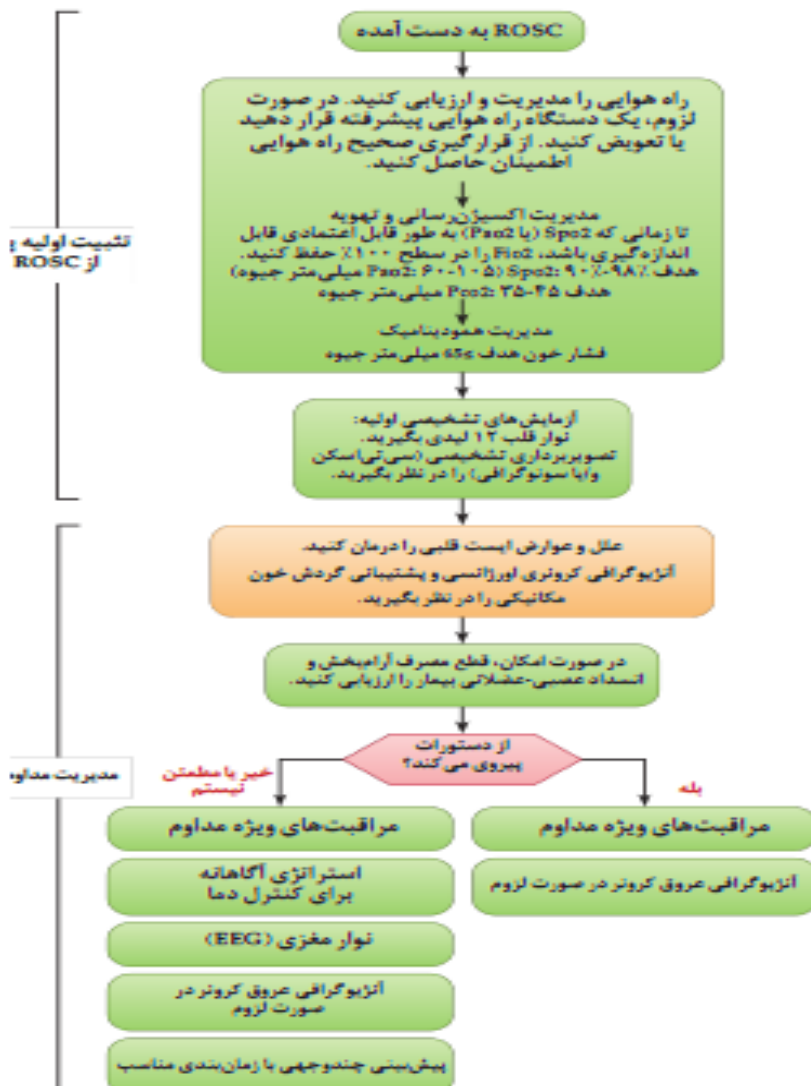 ROSC به دست آمده
راه هوایی را مدیریت و ارزیابی کنید. در صورت
لزوم، یک دستگاه راه هوایی پیشرفته قرار دهید
یا تعویض کنید. از قرارگیری صحیح راه هوایی
اطمینان حاصل کنید.
مدیریت اکسیژن‌رسانی و تهویه
تا زمانی که Spo2 (یا Pao2) به طور قابل اعتمادی قابل
اندازه‌گیری باشد، Fio2 را در سطح ۱۰۰٪ حفظ کنید.
هدف Spo2: ۹۰٪-۹۸٪ (Pao2: ۶۰-۱۰۵ میلی‌متر جیوه)
هدف Pco2: ۳۵-۴۵ میلی‌متر جیوه
مدیریت همودینامیک
فشار خون هدف ≥65 میلی‌متر جیوه
تثبیت اولیه
از ROSC
آزمایش‌های تشخیصی اولیه:
نوار قلب ۱۲ لیدی بگیرید.
تصویربرداری تشخیصی (سی‌تی‌اسکن
و/یا سونوگرافی) را در نظر بگیرید.
علل و عوارض ایست قلبی را درمان کنید.
آنژیوگرافی کرونری اورژانسی و پشتیبانی گردش خون
مکانیکی را در نظر بگیرید.
در صورت امکان، قطع مصرف آرام‌بخش و
انسداد عصبی-عضلانی بیمار را ارزیابی کنید.
از دستورات
پیروی می‌کند؟
مدیریت مداوم
بله
مراقبت‌های ویژه مداوم
آنژیوگرافی عروق کرونر در صورت لزوم
خیر یا مطمئن
نیستم
مراقبت‌های ویژه مداوم
استراتژی آگاهانه
برای کنترل دما
نوار مغزی (EEG)
آنژیوگرافی عروق کرونر در
صورت لزوم
پیش‌بینی چندوجهی با زمان‌بندی مناسب